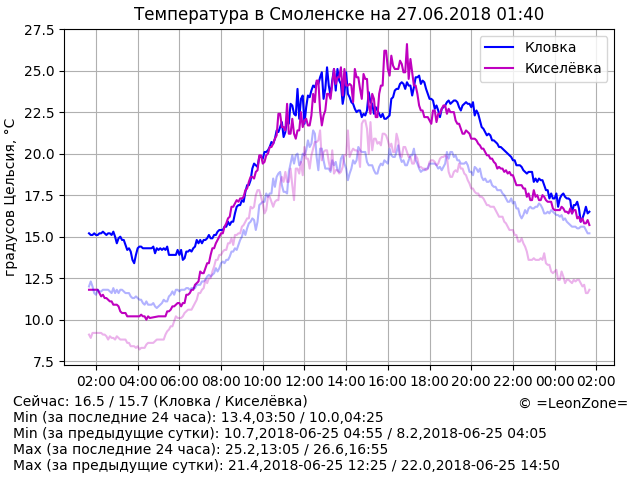 Температура в Смоленске на 27.06.2018 01:40
27.5
25.0
22.5
20.0
17.5
15.0
12.5
10.0
7.5
градусов Цельсия, °C
Кловка
Киселёвка
02:00 04:00 06:00 08:00 10:00 12:00 14:00 16:00 18:00 20:00 22:00 00:00 02:00
Сейчас: 16.5 / 15.7 (Кловка / Киселёвка)
© =LeonZone=
Min (за последние 24 часа): 13.4,03:50 / 10.0,04:25
Min (за предыдущие сутки): 10.7,2018-06-25 04:55 / 8.2,2018-06-25 04:05
Max (за последние 24 часа): 25.2,13:05 / 26.6,16:55
Max (за предыдущие сутки): 21.4,2018-06-25 12:25 / 22.0,2018-06-25 14:50